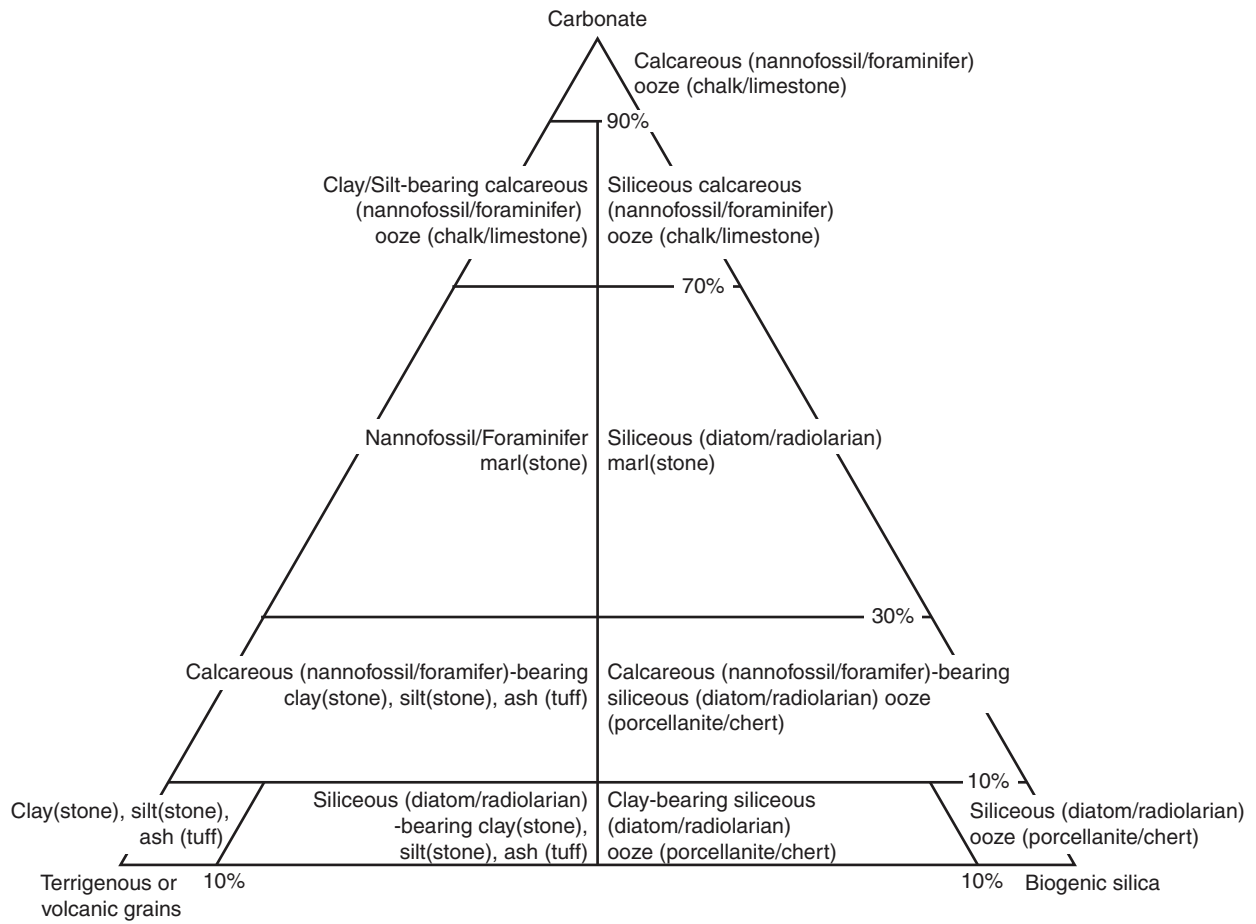 Carbonate
Calcareous (nannofossil/foraminifer)
ooze (chalk/limestone)
90%
Clay/Silt-bearing calcareous
(nannofossil/foraminifer)
ooze (chalk/limestone)
Siliceous calcareous
(nannofossil/foraminifer)
ooze (chalk/limestone)
70%
Nannofossil/Foraminifer
marl(stone)
Siliceous (diatom/radiolarian)
marl(stone)
30%
Calcareous (nannofossil/foramifer)-bearing
clay(stone), silt(stone), ash (tuff)
Calcareous (nannofossil/foramifer)-bearing
siliceous (diatom/radiolarian) ooze
(porcellanite/chert)
10%
Clay(stone), silt(stone),
ash (tuff)
Siliceous (diatom/radiolarian)
-bearing clay(stone),
silt(stone), ash (tuff)
Clay-bearing siliceous
(diatom/radiolarian)
ooze (porcellanite/chert)
Siliceous (diatom/radiolarian)
ooze (porcellanite/chert)
Terrigenous or
volcanic grains
10%
10%
Biogenic silica